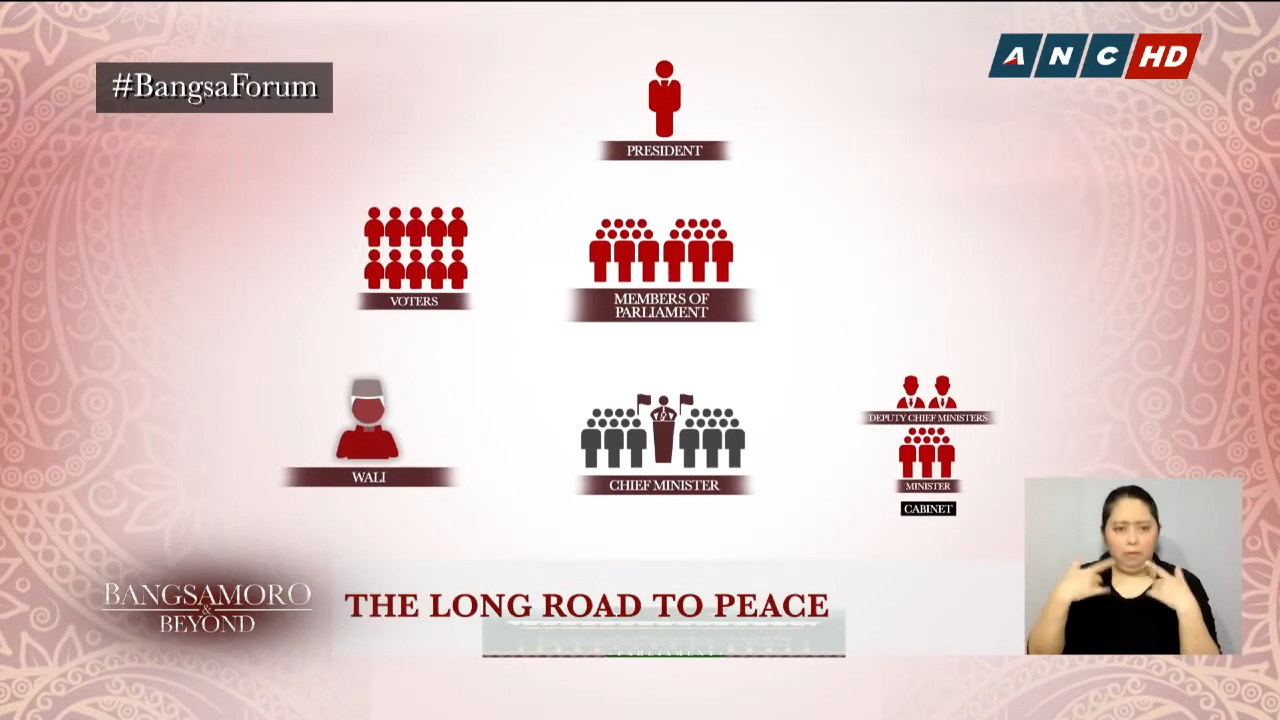 #BangsaForum
ANC HD
PRESIDENT
VOTERS
MEMBERS OF
PARLIAMENT
WALI
CHIEF MINISTER
DEPUTY CHIEF MINISTERS
MINISTER
CABINET
BANGSAMORO
&
BEYOND
THE LONG ROAD TO PEACE
PARLIAMENT